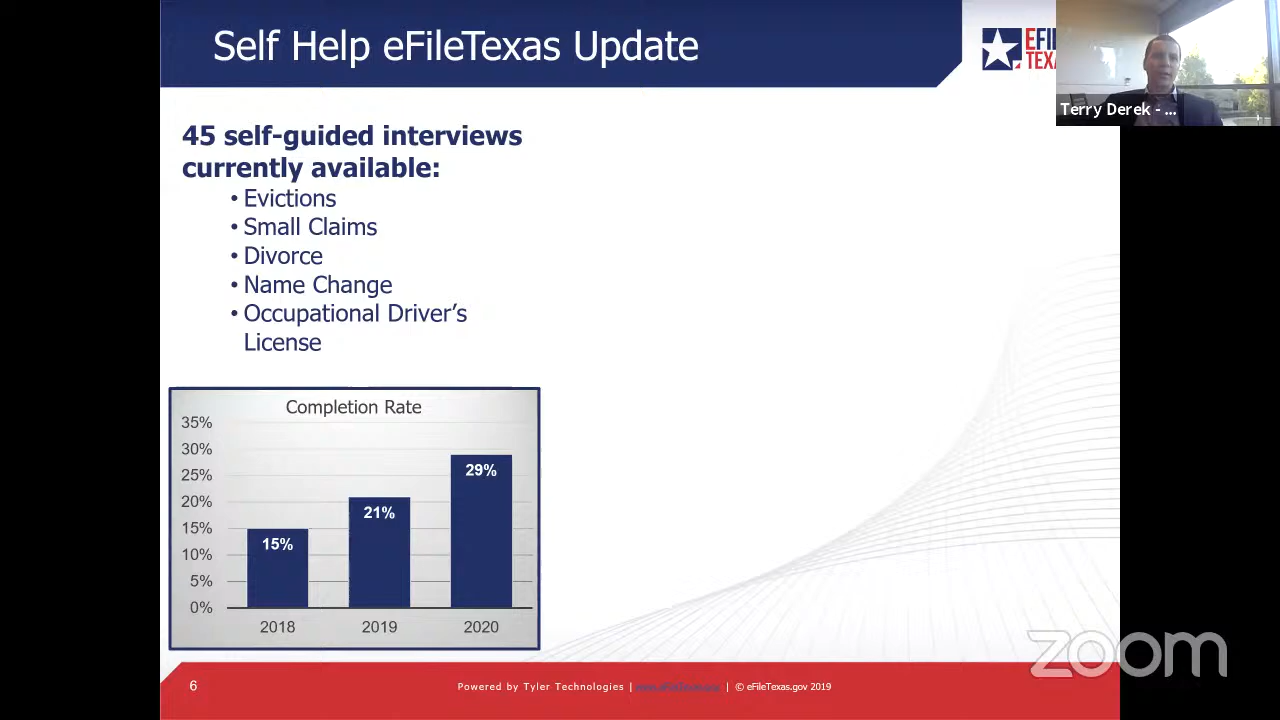 Self Help eFileTexas Update
EFI
TEXA
Terry Derek - ...
45 self-guided interviews
currently available:
• Evictions
• Small Claims
• Divorce
• Name Change
• Occupational Driver’s
License
Completion Rate
35%
30%
25%
20%
15%
10%
5%
0%
15%
21%
29%
2018
2019
2020
6
Powered by Tyler Technologies | | © eFileTexas.gov 2019
zoom